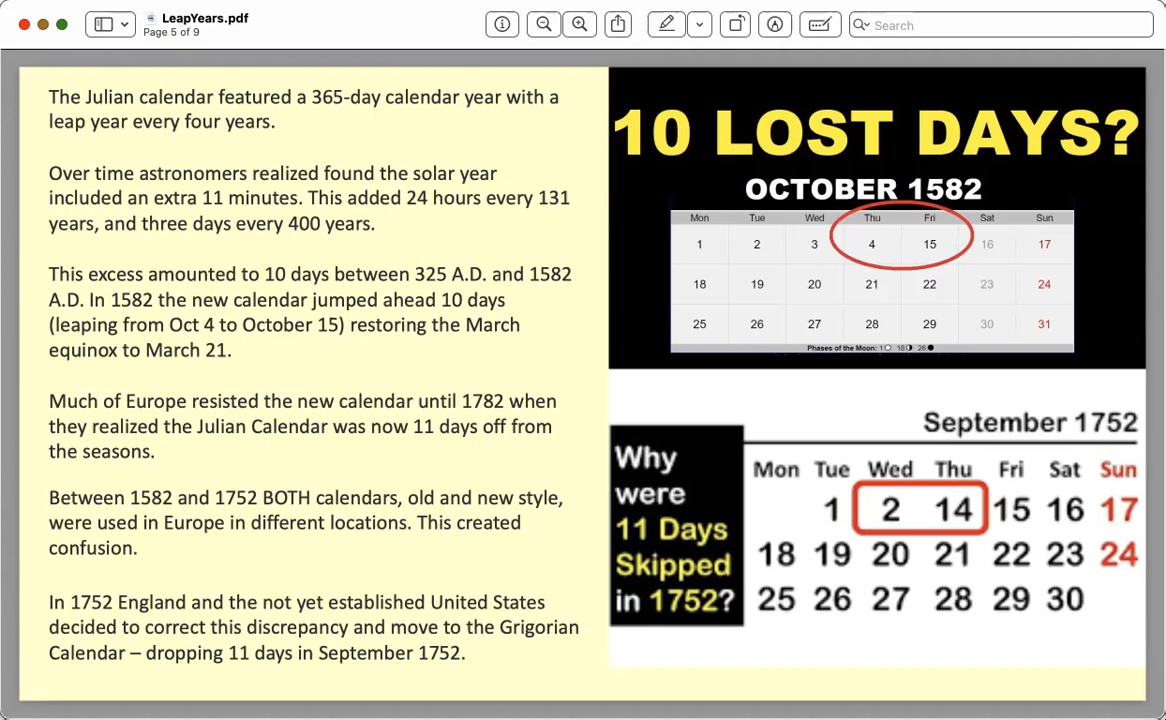 LeapYears.pdf
Page 5 of 9
Search
The Julian calendar featured a 365-day calendar year with a
leap year every four years.
Over time astronomers realized found the solar year
included an extra 11 minutes. This added 24 hours every 131
years, and three days every 400 years.
This excess amounted to 10 days between 325 A.D. and 1582
A.D. In 1582 the new calendar jumped ahead 10 days
(leaping from Oct 4 to October 15) restoring the March
equinox to March 21.
Much of Europe resisted the new calendar until 1782 when
they realized the Julian Calendar was now 11 days off from
the seasons.
Between 1582 and 1752 BOTH calendars, old and new style,
were used in Europe in different locations. This created
confusion.
In 1752 England and the not yet established United States
decided to correct this discrepancy and move to the Grigorian
Calendar – dropping 11 days in September 1752.
10 LOST DAYS?
OCTOBER 1582
Mon Tue Wed Thu Fri Sat Sun
1 2 3 4 15 16 17
18 19 20 21 22 23 24
25 26 27 28 29 30 31
Phases of the Moon: 1 18 26
Why
were
11 Days
Skipped
in 1752?
September 1752
Mon Tue Wed Thu Fri Sat Sun
1 2 14 15 16 17
18 19 20 21 22 23 24
25 26 27 28 29 30